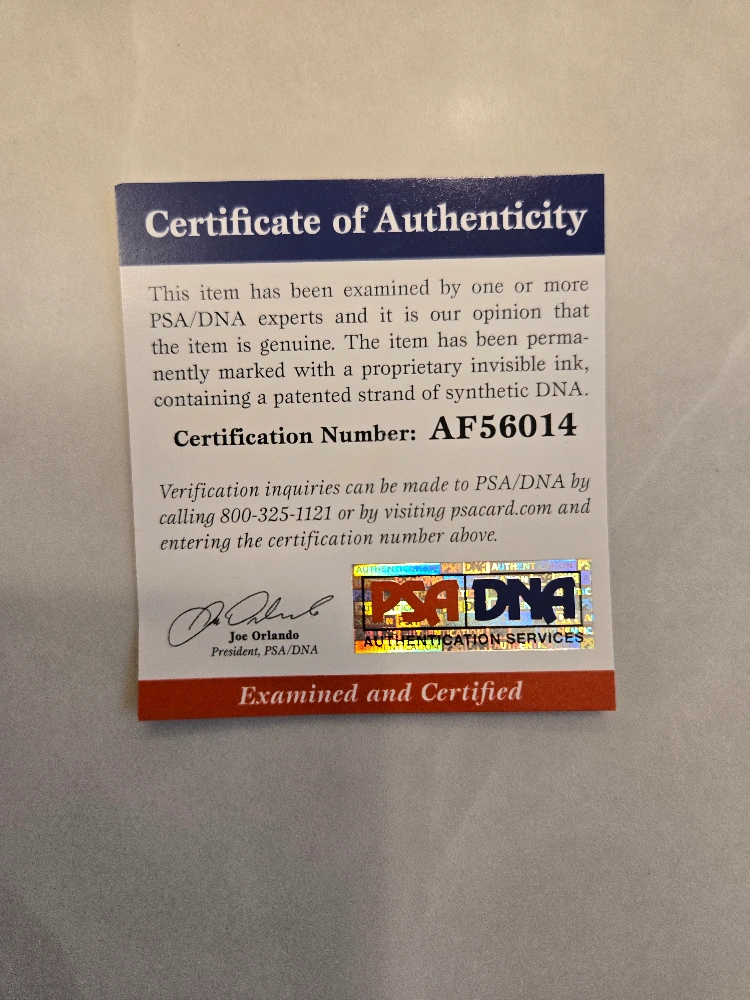 Certificate of Authenticity
This item has been examined by one or more
PSA/DNA experts and it is our opinion that
the item is genuine. The item has been perma-
nently marked with a proprietary invisible ink,
containing a patented strand of synthetic DNA.
Certification Number: AF56014
Verification inquiries can be made to PSA/DNA by
calling 800-325-1121 or by visiting psacard.com and
entering the certification number above.
PSA DNA
AUTHENTICATION SERVICES
Joe Orlando
President, PSA/DNA
Examined and Certified